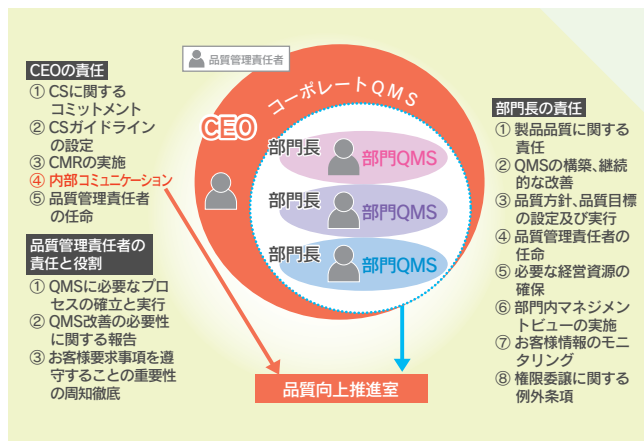 CEOの責任
① CSに関する
コミットメント
② CSガイドライン
の設定
③ CMRの実施
④ 内部コミュニケーション
⑤ 品質管理責任者
の任命
品質管理責任者の
責任と役割
① QMSに必要なプロ
セスの確立と実行
② QMS改善の必要性
に関する報告
③ お客様要求事項を遵
守することの重要性
の周知徹底
品質管理責任者
コーポレートQMS
CEO
部門長
部門QMS
部門長
部門QMS
部門長
部門QMS
品質向上推進室
部門長の責任
① 製品品質に関する
責任
② QMSの構築、継続
的な改善
③ 品質方針、品質目標
の設定及び実行
④ 品質管理責任者の
任命
⑤ 必要な経営資源の
確保
⑥ 部門内マネジメン
トビューの実施
⑦ お客様情報のモニ
タリング
⑧ 権限委譲に関する
例外条項